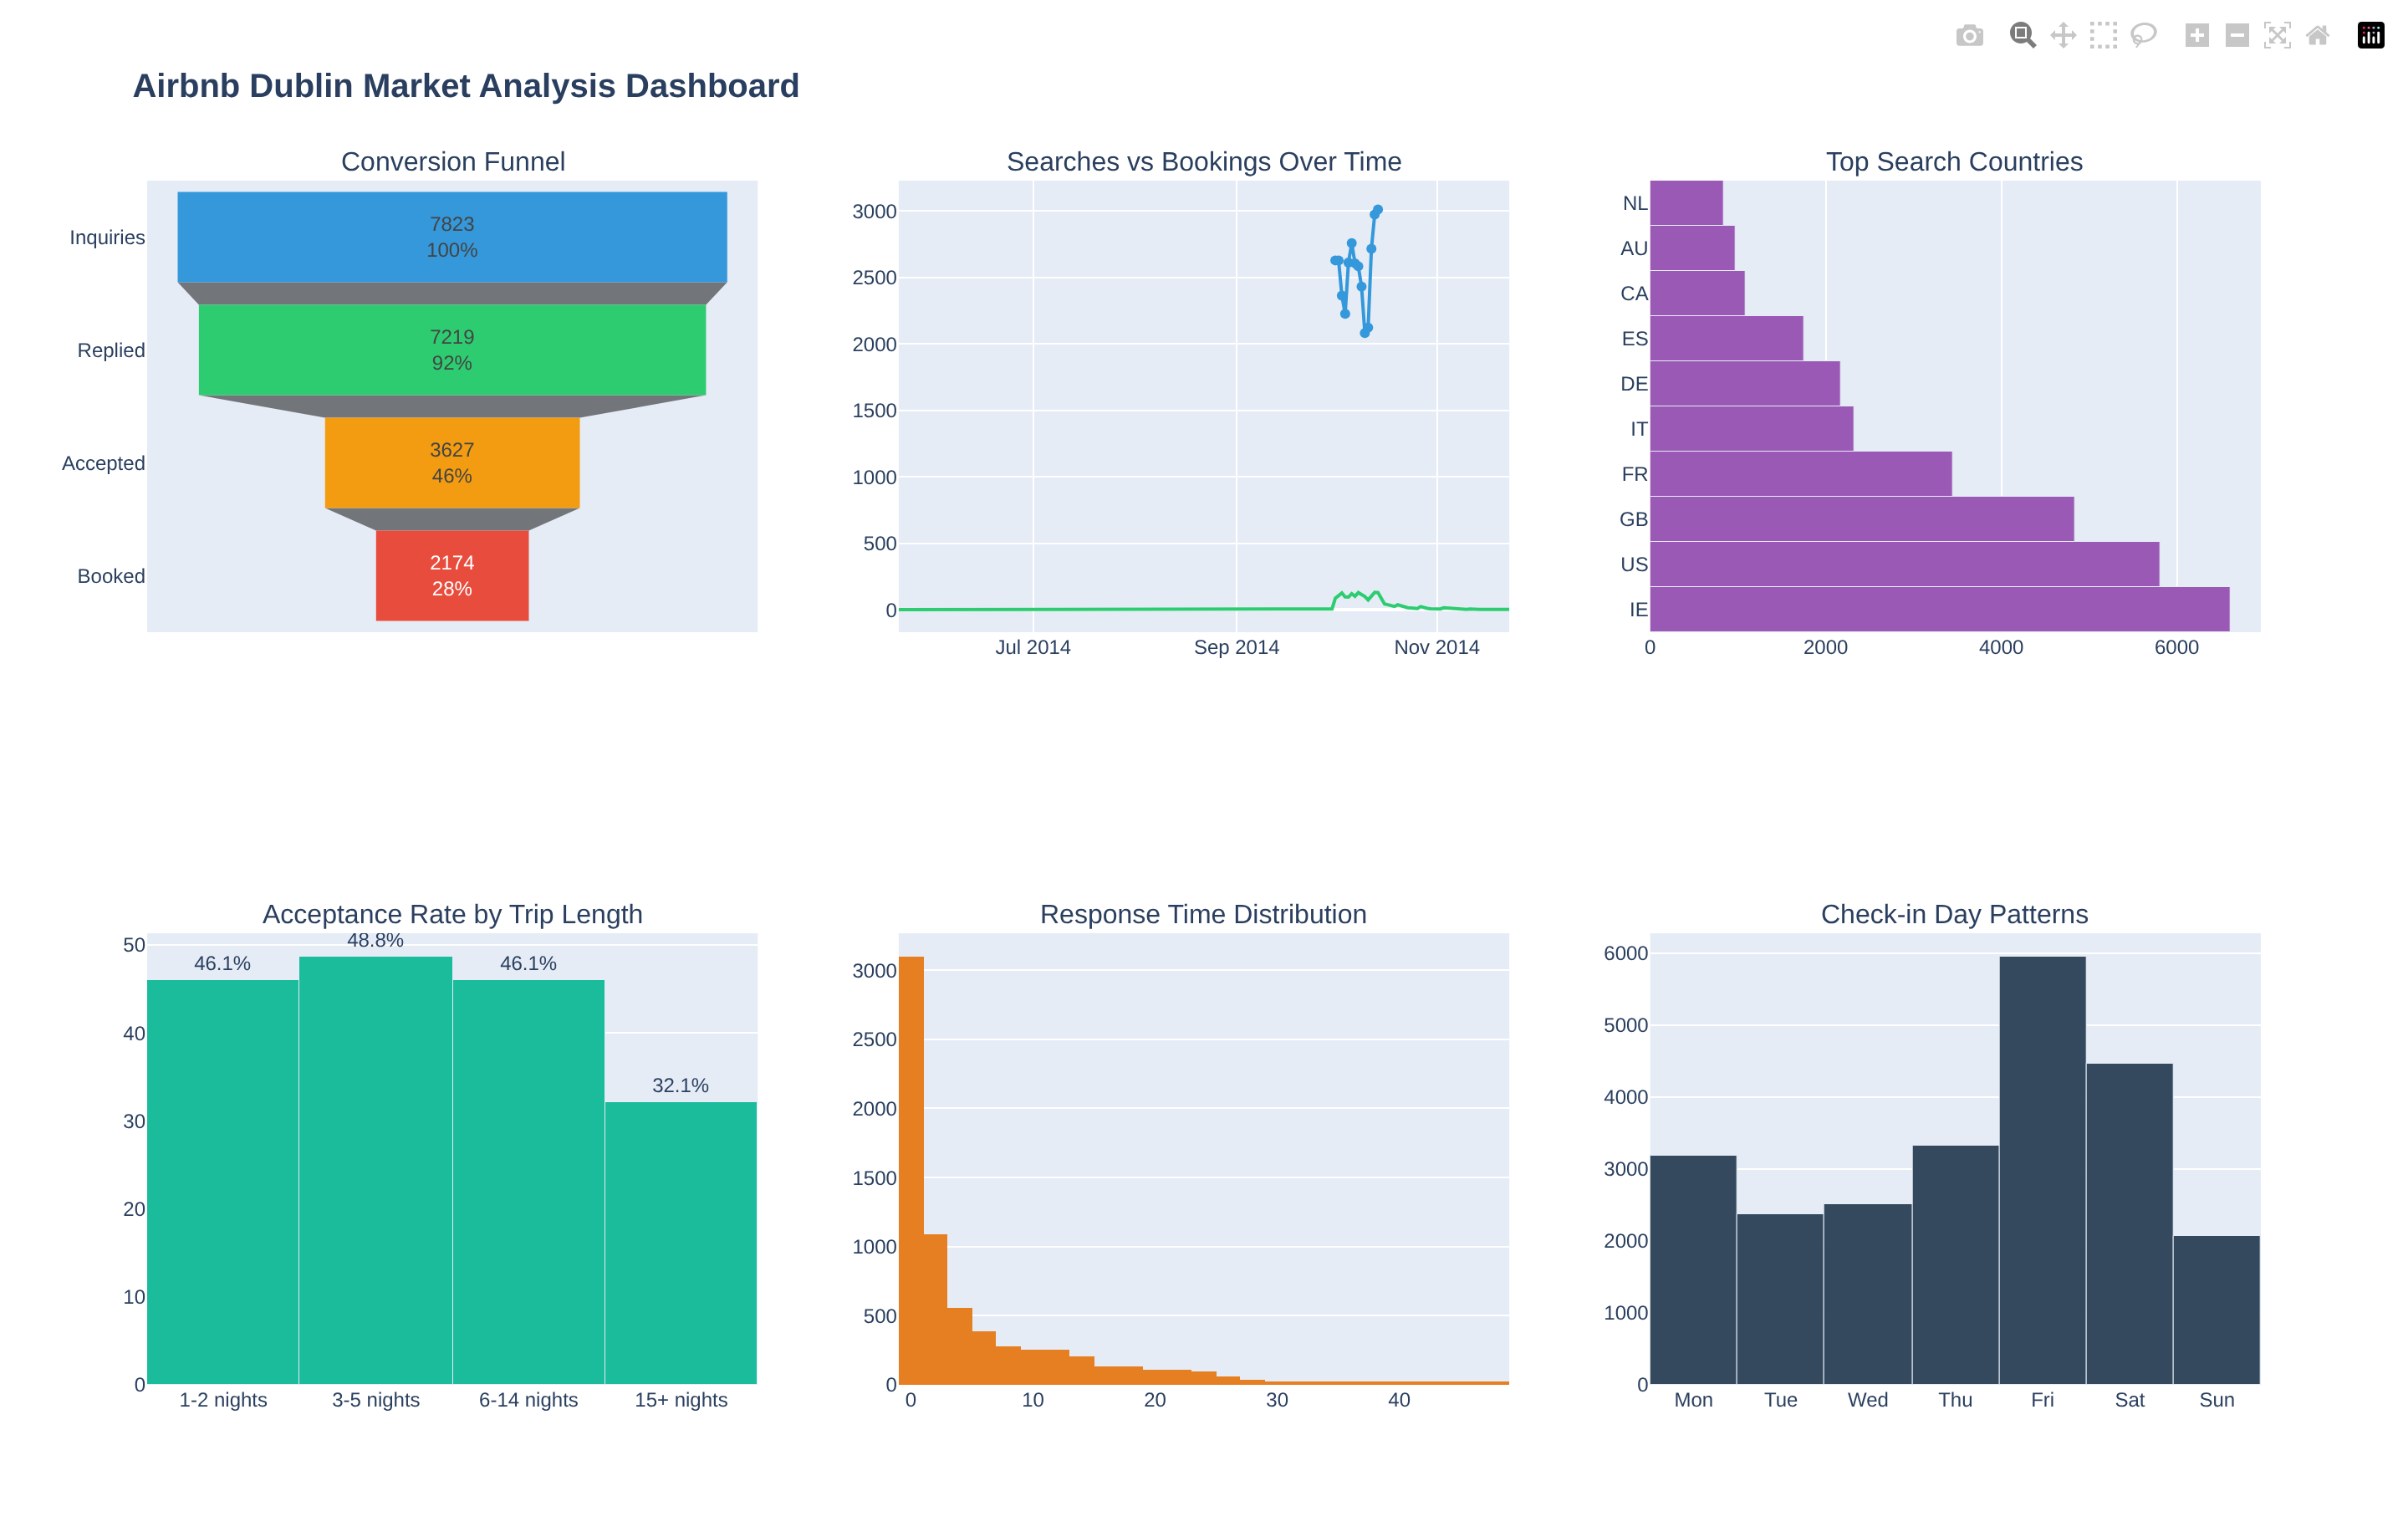 Airbnb Dublin Market Analysis Dashboard
Conversion Funnel
Inquiries
7823
100%
Replied
7219
92%
Accepted
3627
46%
Booked
2174
28%
Searches vs Bookings Over Time
3000
2500
2000
1500
1000
500
0
Jul 2014 Sep 2014 Nov 2014
Top Search Countries
NL
AU
CA
ES
DE
IT
FR
GB
US
IE
0 2000 4000 6000
Acceptance Rate by Trip Length
50
40
30
20
10
0
46.1% 48.8% 46.1% 32.1%
1-2 nights 3-5 nights 6-14 nights 15+ nights
Response Time Distribution
3000
2500
2000
1500
1000
500
0
0 10 20 30 40
Check-in Day Patterns
6000
5000
4000
3000
2000
1000
0
Mon Tue Wed Thu Fri Sat Sun